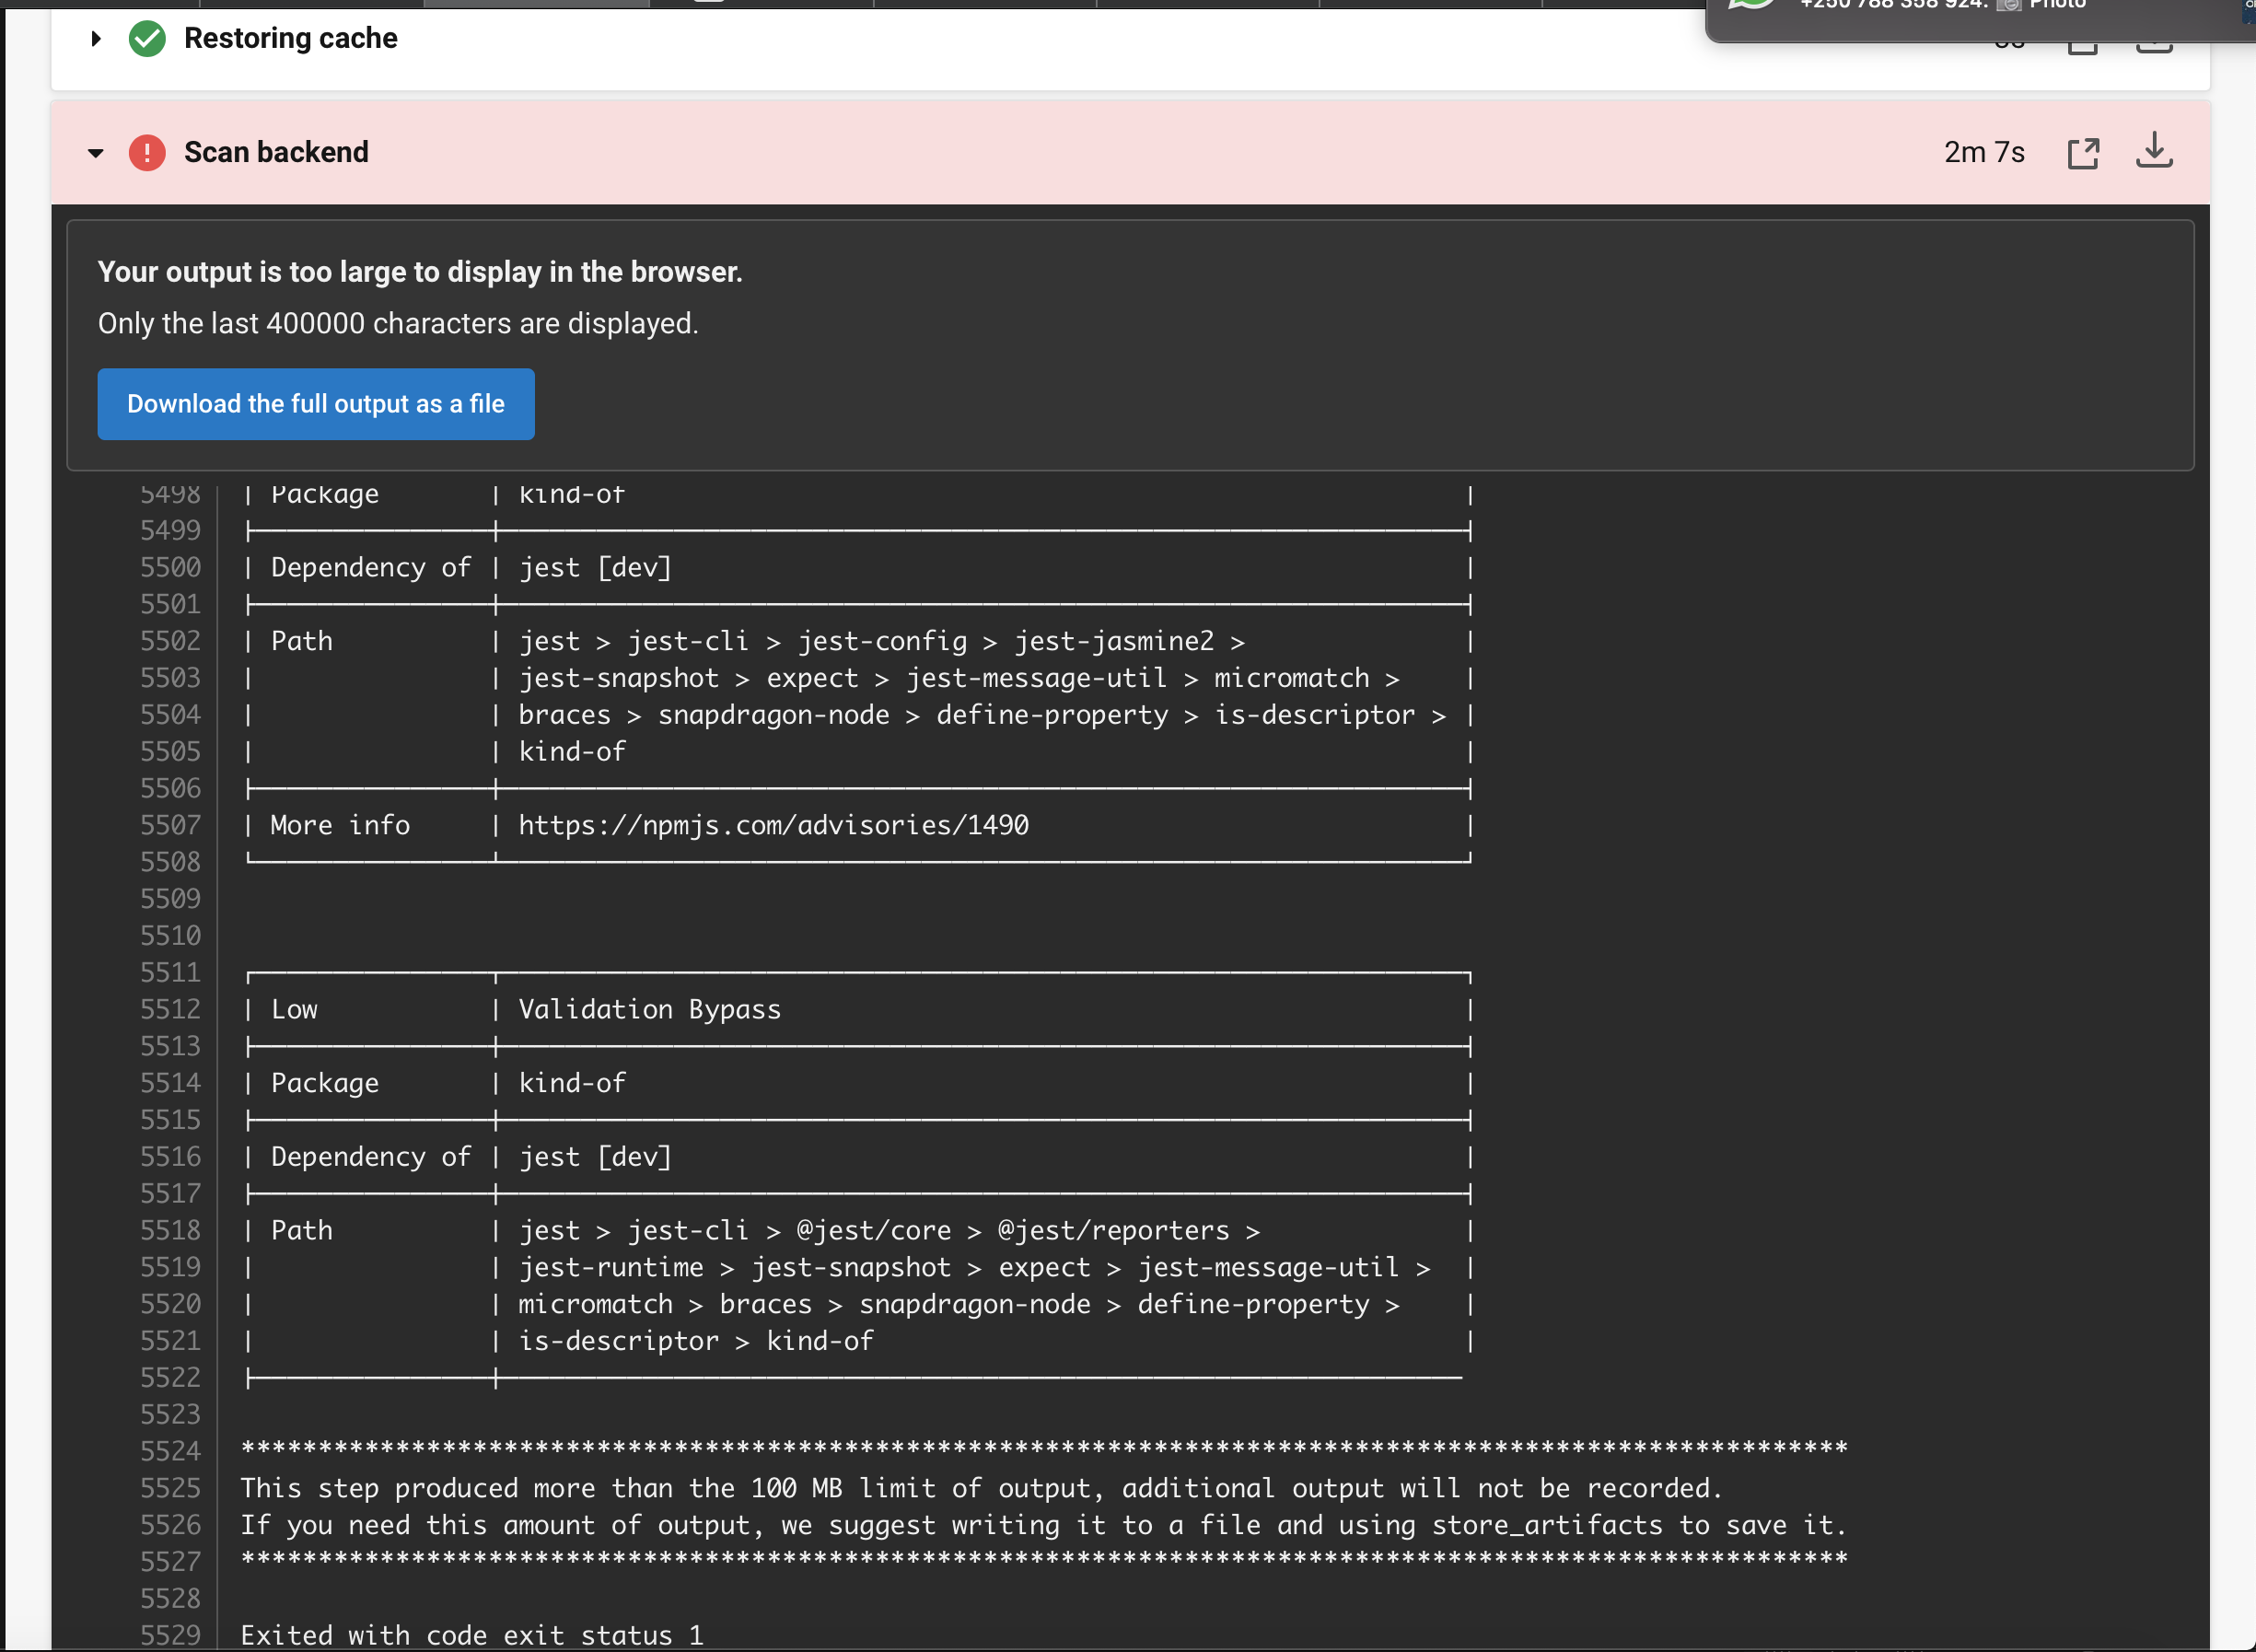 +250 788 358 924: 📷 Photo
Restoring cache
Scan backend
2m 7s
Your output is too large to display in the browser.
Only the last 400000 characters are displayed.
Download the full output as a file
5498 | Package | kind-of |
5499
5500 | Dependency of | jest [dev] |
5501
5502 | Path | jest > jest-cli > jest-config > jest-jasmine2 > |
5503 | | jest-snapshot > expect > jest-message-util > micromatch > |
5504 | | braces > snapdragon-node > define-property > is-descriptor > |
5505 | | kind-of |
5506
5507 | More info | https://npmjs.com/advisories/1490 |
5508
5509
5510
5511
5512 | Low | Validation Bypass |
5513
5514 | Package | kind-of |
5515
5516 | Dependency of | jest [dev] |
5517
5518 | Path | jest > jest-cli > @jest/core > @jest/reporters > |
5519 | | jest-runtime > jest-snapshot > expect > jest-message-util > |
5520 | | micromatch > braces > snapdragon-node > define-property > |
5521 | | is-descriptor > kind-of |
5522
5523
5524 ********************************************************************************************************
5525 This step produced more than the 100 MB limit of output, additional output will not be recorded.
5526 If you need this amount of output, we suggest writing it to a file and using store_artifacts to save it.
5527 ********************************************************************************************************
5528
5529 Exited with code exit status 1